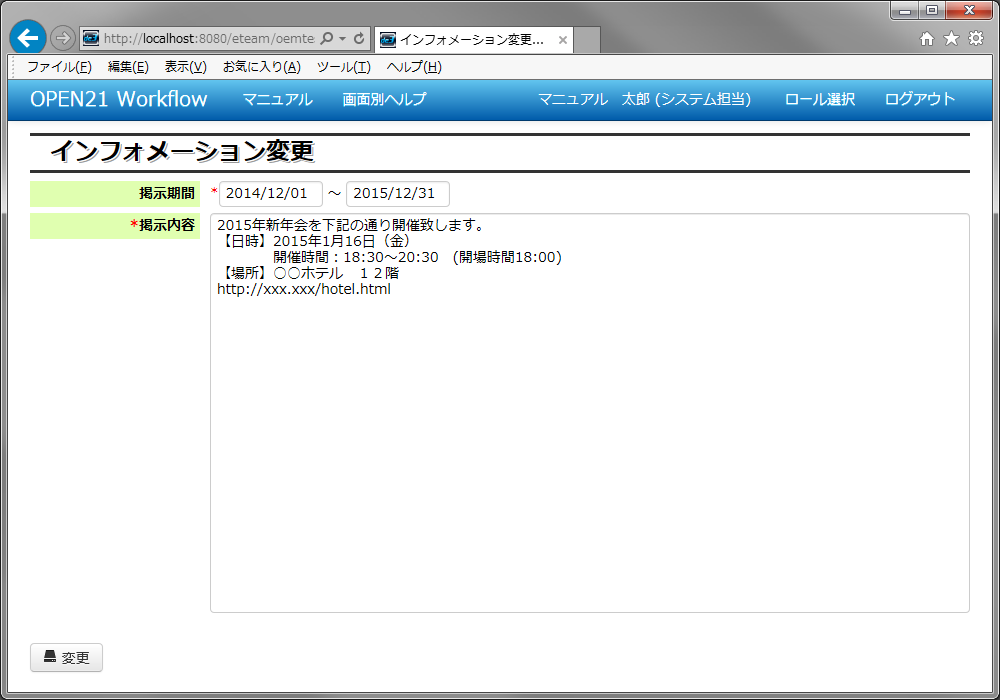 http://localhost:8080/eteam/oemte
インフォメーション変更...
ファイル(F) 編集(E) 表示(V) お気に入り(A) ツール(T) ヘルプ(H)
OPEN21 Workflow マニュアル 画面別ヘルプ マニュアル 太郎 (システム担当) ロール選択 ログアウト
インフォメーション変更
掲示期間 *2014/12/01 ～ 2015/12/31
*掲示内容
2015年新年会を下記の通り開催致します。
【日時】2015年1月16日（金）
開催時間：18:30～20:30　(開場時間18:00)
【場所】○○ホテル　１２階
http://xxx.xxx/hotel.html
変更